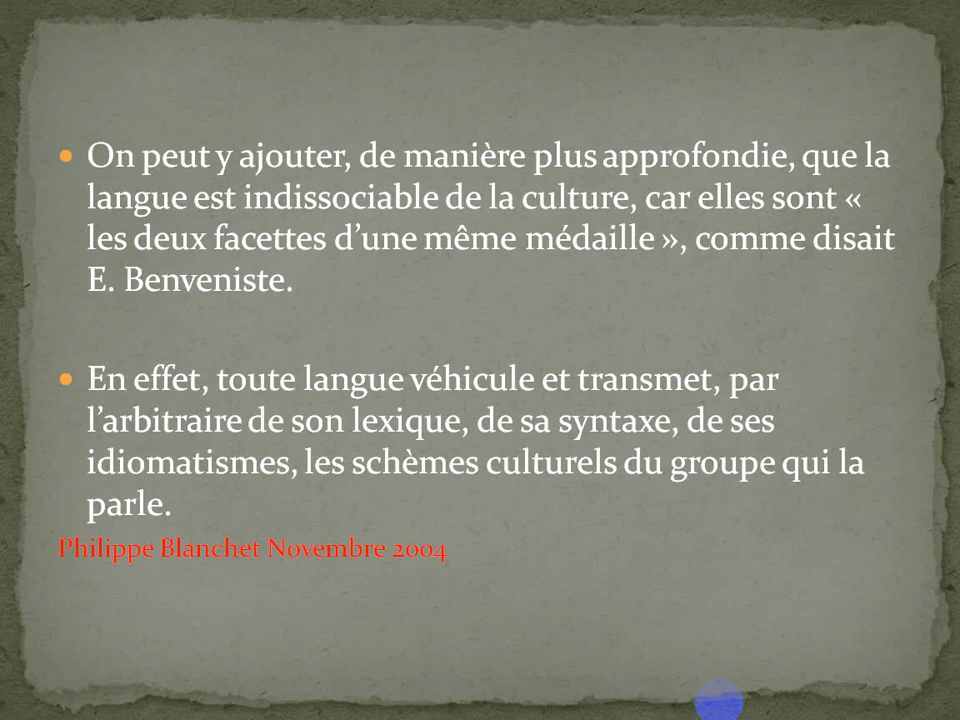 On peut y ajouter, de manière plus approfondie, que la
langue est indissociable de la culture, car elles sont «
les deux facettes d’une même médaille », comme disait
E. Benveniste.
En effet, toute langue véhicule et transmet, par
l’arbitraire de son lexique, de sa syntaxe, de ses
idiomatismes, les schèmes culturels du groupe qui la
parle.
Philippe Blanchet Novembre 2004